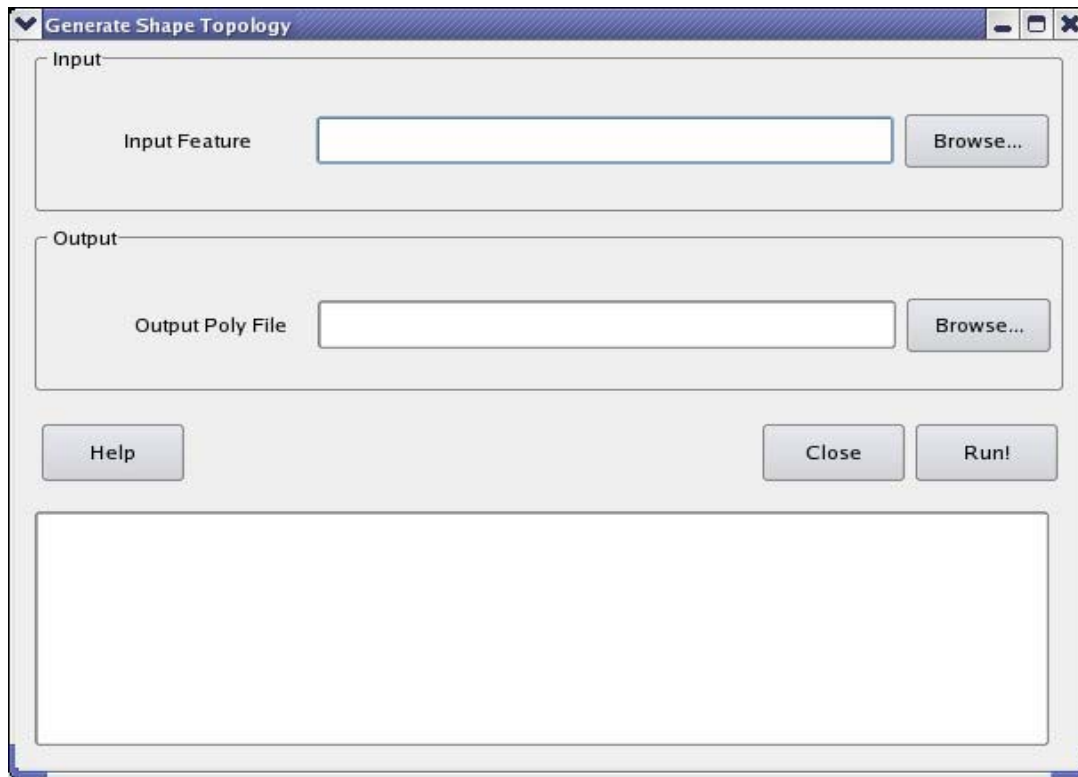 Generate Shape Topology
Input
Input Feature
Browse...
Output
Output Poly File
Browse...
Help
Close
Run!